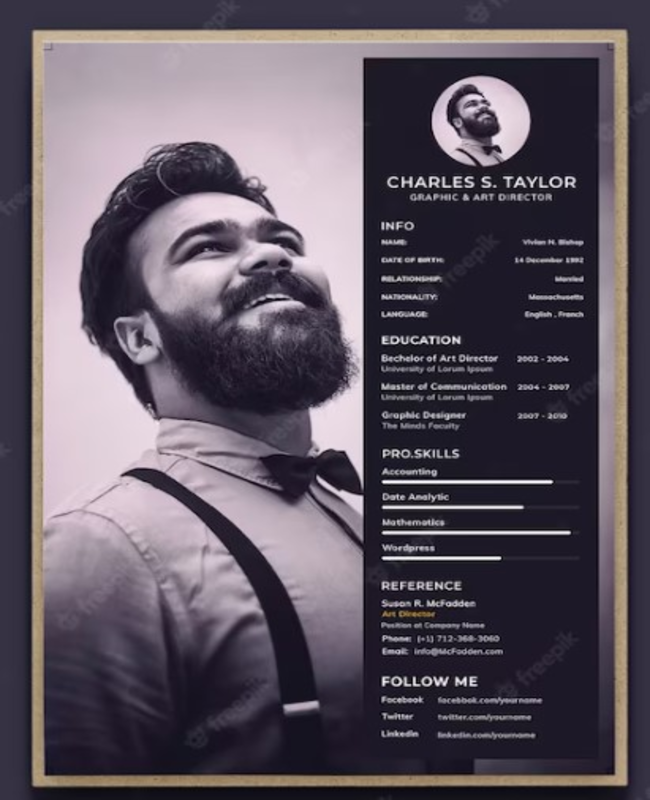 CHARLES S. TAYLOR
GRAPHIC & ART DIRECTOR
INFO
NAME: Vivian N. Bishop
DATE OF BIRTH: 14 December 1992
RELATIONSHIP: Married
NATIONALITY: Massachusetts
LANGUAGE: English , French
EDUCATION
Bechelor of Art Director 2002 - 2004
University of Lorum Ipsum
Master of Communication 2004 - 2007
University of Lorum Ipsum
Graphic Designer 2007 - 2010
The Minds Faculty
PRO.SKILLS
Accounting
Date Analytic
Mathematics
Wordpress
REFERENCE
Susan R. McFadden
Art Director
Position at Company Name
Phone: (+1) 712-368-3060
Email: info@McFadden.com
FOLLOW ME
Facebook facebbok.com/yourname
Twitter twitter.com/yourname
Linkedin linkedin.com/yourname
freepik